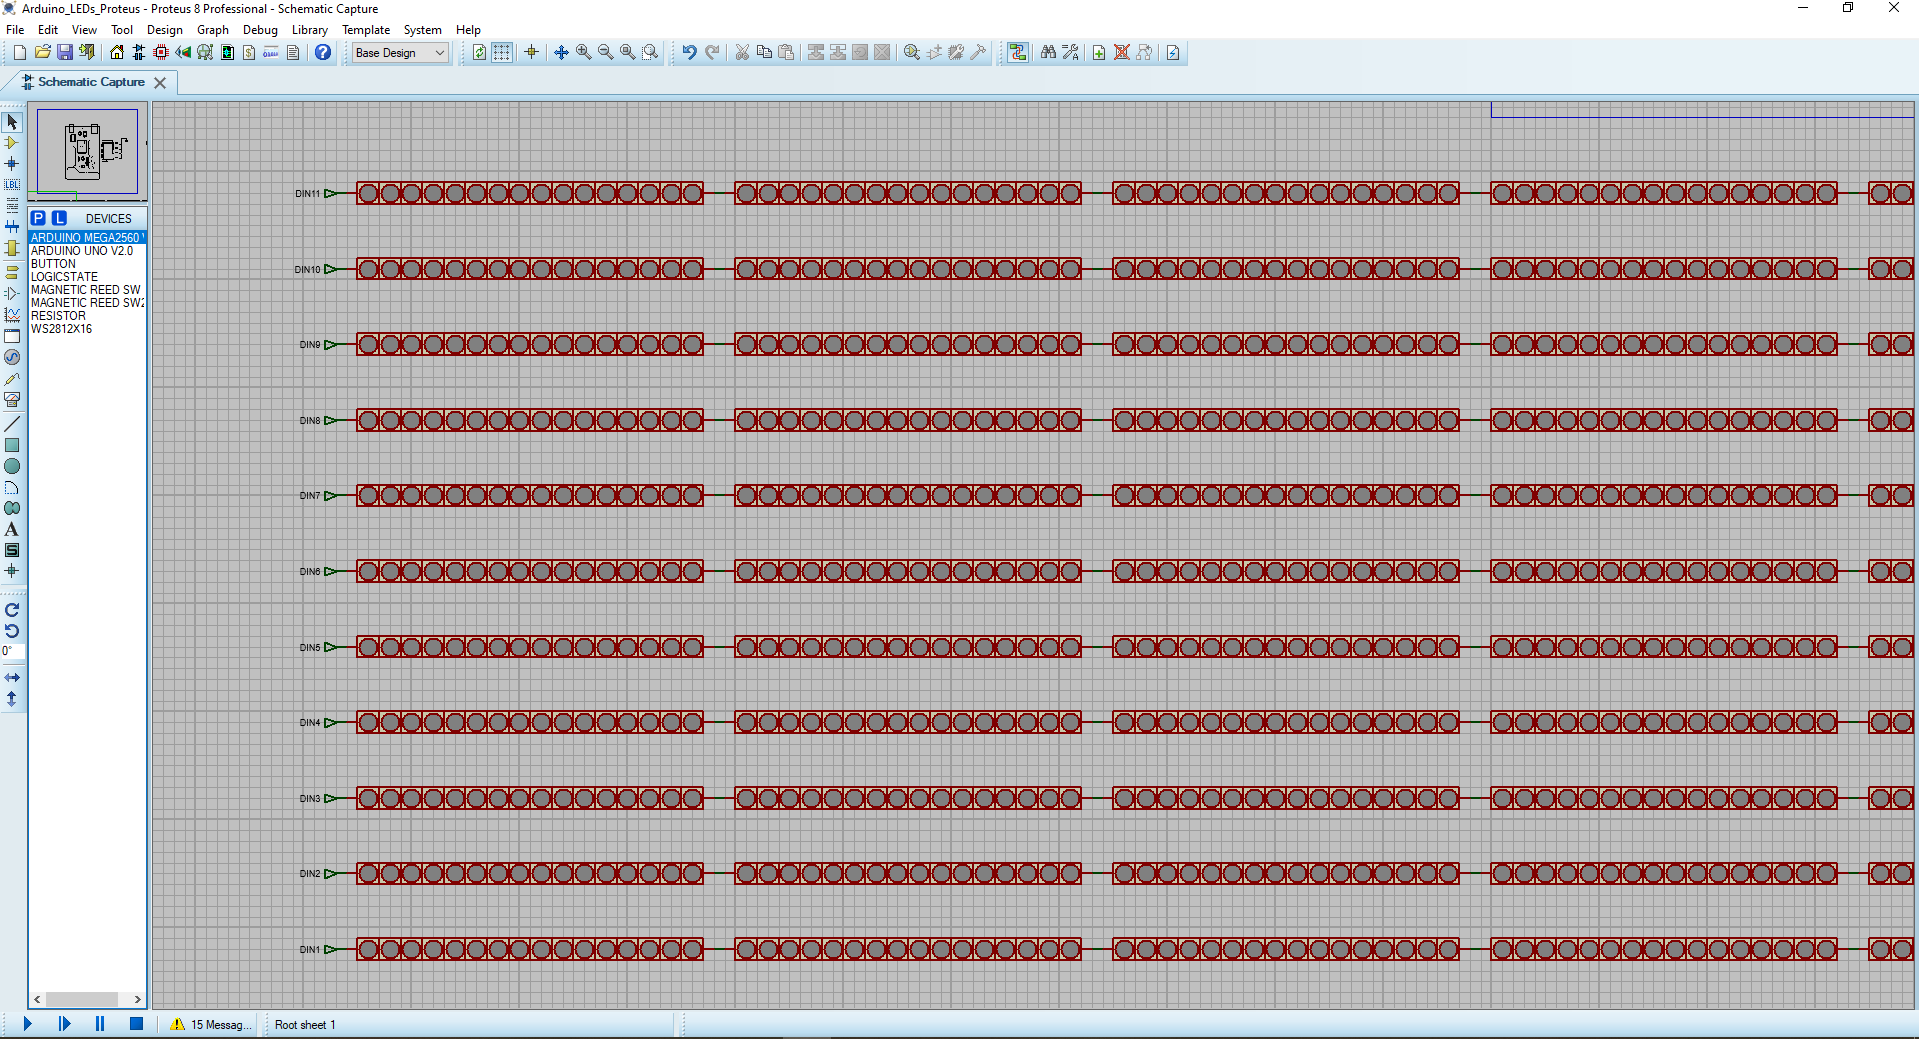 Arduino_LEDs_Proteus - Proteus 8 Professional - Schematic Capture
File Edit View Tool Design Graph Debug Library Template System Help
Base Design
Schematic Capture
LBL
P L DEVICES
ARDUINO MEGA2560
ARDUINO UNO V2.0
BUTTON
LOGICSTATE
MAGNETIC REED SW
MAGNETIC REED SW2
RESISTOR
WS2812X16
A
S
0°
DIN11
DIN10
DIN9
DIN8
DIN7
DIN6
DIN5
DIN4
DIN3
DIN2
DIN1
15 Messag...
Root sheet 1